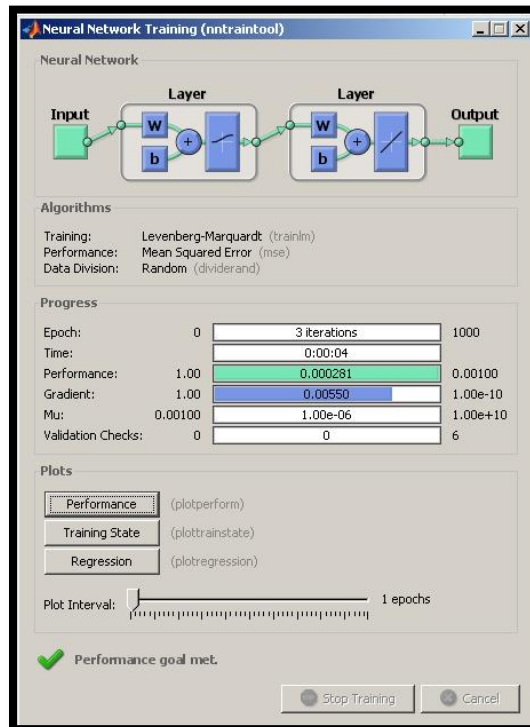 Neural Network Training (nntraintool)
Neural Network
Layer Layer
Input Output
W W
b b
+ +
Algorithms
Training: Levenberg-Marquardt (trainlm)
Performance: Mean Squared Error (mse)
Data Division: Random (dividerand)
Progress
Epoch: 0 3 iterations 1000
Time: 0:00:04
Performance: 1.00 0.000281 0.00100
Gradient: 1.00 0.00550 1.00e-10
Mu: 0.00100 1.00e-06 1.00e+10
Validation Checks: 0 0 6
Plots
Performance (plotperform)
Training State (plottrainstate)
Regression (plotregression)
Plot Interval: 1 epochs
Performance goal met.
Stop Training Cancel